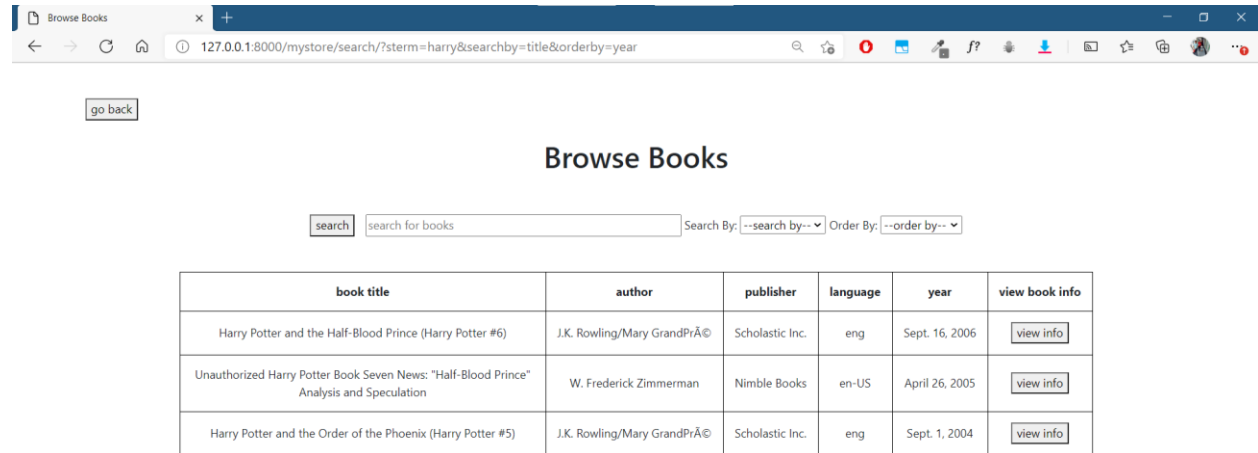 Browse Books
127.0.0.1:8000/mystore/search/?sterm=harry&searchby=title&orderby=year
f?
go back
Browse Books
search search for books Search By: --search by-- Order By: --order by--
book title author publisher language year view book info
Harry Potter and the Half-Blood Prince (Harry Potter #6) J.K. Rowling/Mary GrandPrÃ© Scholastic Inc. eng Sept. 16, 2006 view info
Unauthorized Harry Potter Book Seven News: "Half-Blood Prince"
Analysis and Speculation W. Frederick Zimmerman Nimble Books en-US April 26, 2005 view info
Harry Potter and the Order of the Phoenix (Harry Potter #5) J.K. Rowling/Mary GrandPrÃ© Scholastic Inc. eng Sept. 1, 2004 view info